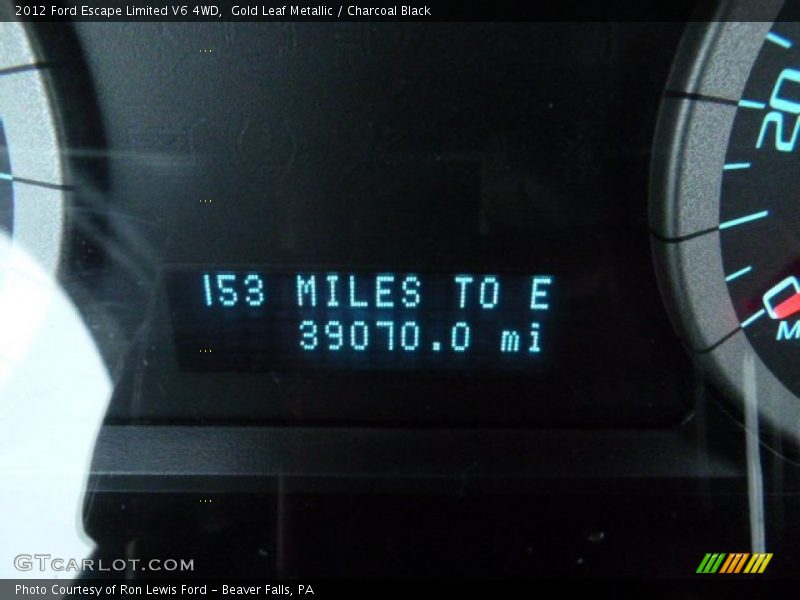 2012 Ford Escape Limited V6 4WD,  Gold Leaf Metallic / Charcoal Black
20
153 MILES TO E
39070.0 mi
M
GTCARLOT.COM
Photo Courtesy of Ron Lewis Ford - Beaver Falls, PA